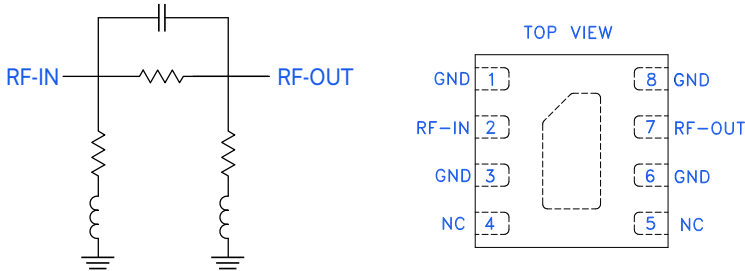 RF-IN
RF-OUT
TOP VIEW
GND 1 8 GND
RF-IN 2 7 RF-OUT
GND 3 6 GND
NC 4 5 NC